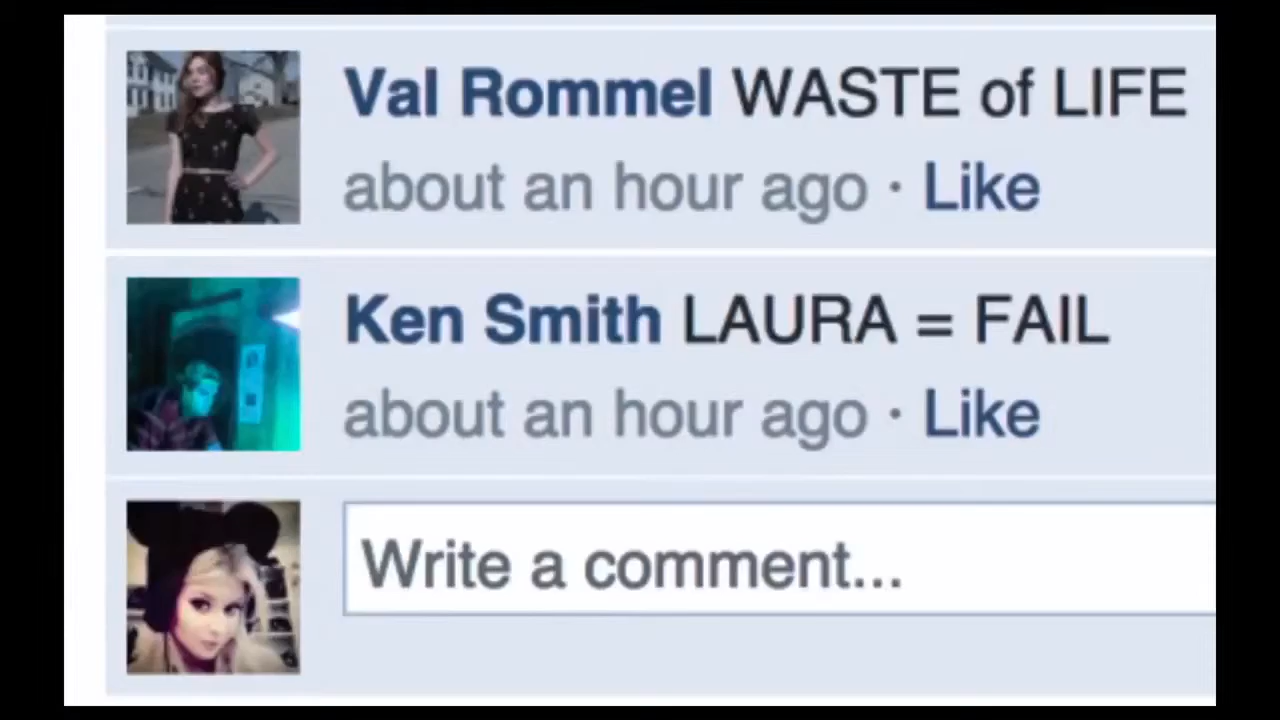 Val Rommel WASTE of LIFE
about an hour ago · Like
Ken Smith LAURA = FAIL
about an hour ago · Like
Write a comment...